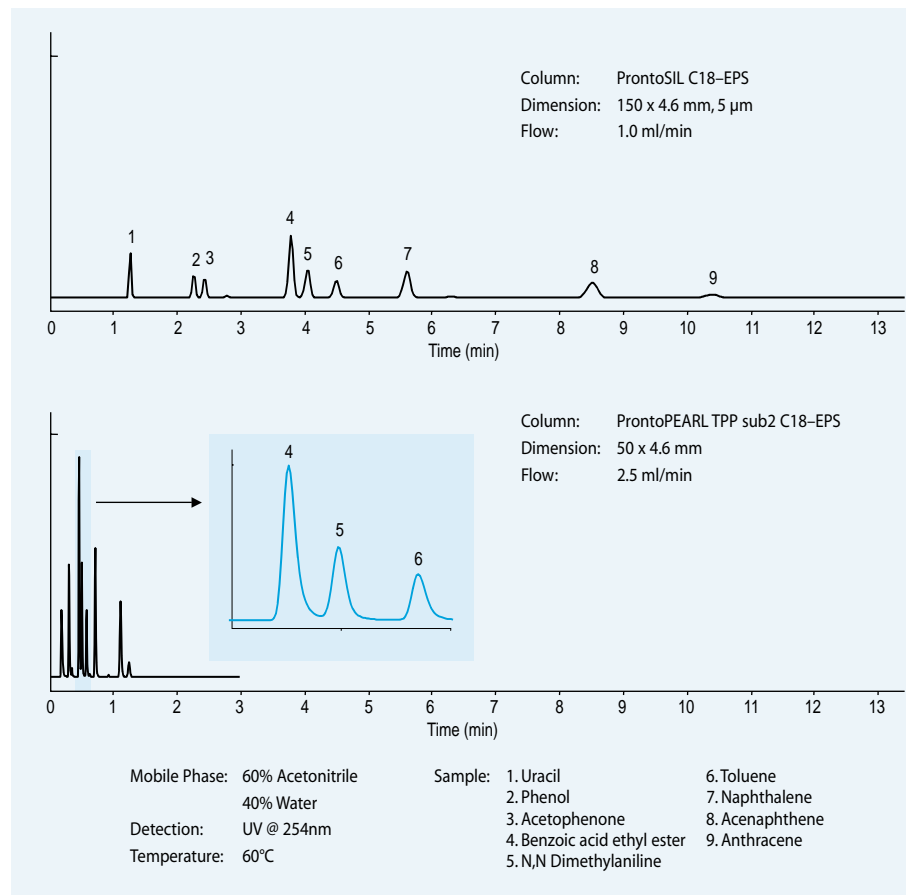 Column: ProntoSIL C18–EPS
Dimension: 150 x 4.6 mm, 5 µm
Flow: 1.0 ml/min
1 2 3 4 5 6 7 8 9
0 1 2 3 4 5 6 7 8 9 10 11 12 13
Time (min)
Column: ProntoPEARL TPP sub2 C18–EPS
Dimension: 50 x 4.6 mm
Flow: 2.5 ml/min
4 5 6
0 1 2 3 4 5 6 7 8 9 10 11 12 13
Time (min)
Mobile Phase: 60% Acetonitrile
40% Water
Detection: UV @ 254nm
Temperature: 60°C
Sample: 1. Uracil
2. Phenol
3. Acetophenone
4. Benzoic acid ethyl ester
5. N,N Dimethylaniline
6. Toluene
7. Naphthalene
8. Acenaphthene
9. Anthracene